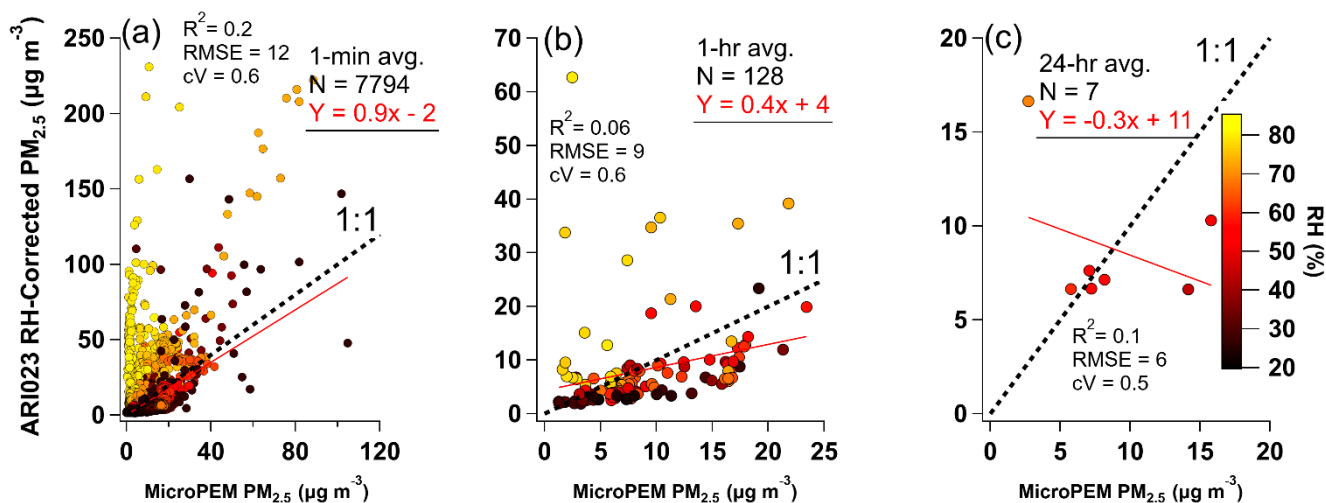 ARI023 RH-Corrected PM2.5 (µg m−3)
(a)
R2 = 0.2
RMSE = 12
cV = 0.6
1-min avg.
N = 7794
Y = 0.9x - 2
1:1
250
200
150
100
50
0
0 40 80 120
MicroPEM PM2.5 (µg m−3)
(b)
1-hr avg.
N = 128
Y = 0.4x + 4
R2 = 0.06
RMSE = 9
cV = 0.6
1:1
70
60
50
40
30
20
10
0
0 5 10 15 20 25
MicroPEM PM2.5 (µg m−3)
(c)
1:1
24-hr avg.
N = 7
Y = -0.3x + 11
R2 = 0.1
RMSE = 6
cV = 0.5
20
15
10
5
0
0 5 10 15 20
MicroPEM PM2.5 (µg m−3)
80
70
60
50
40
30
20
RH (%)